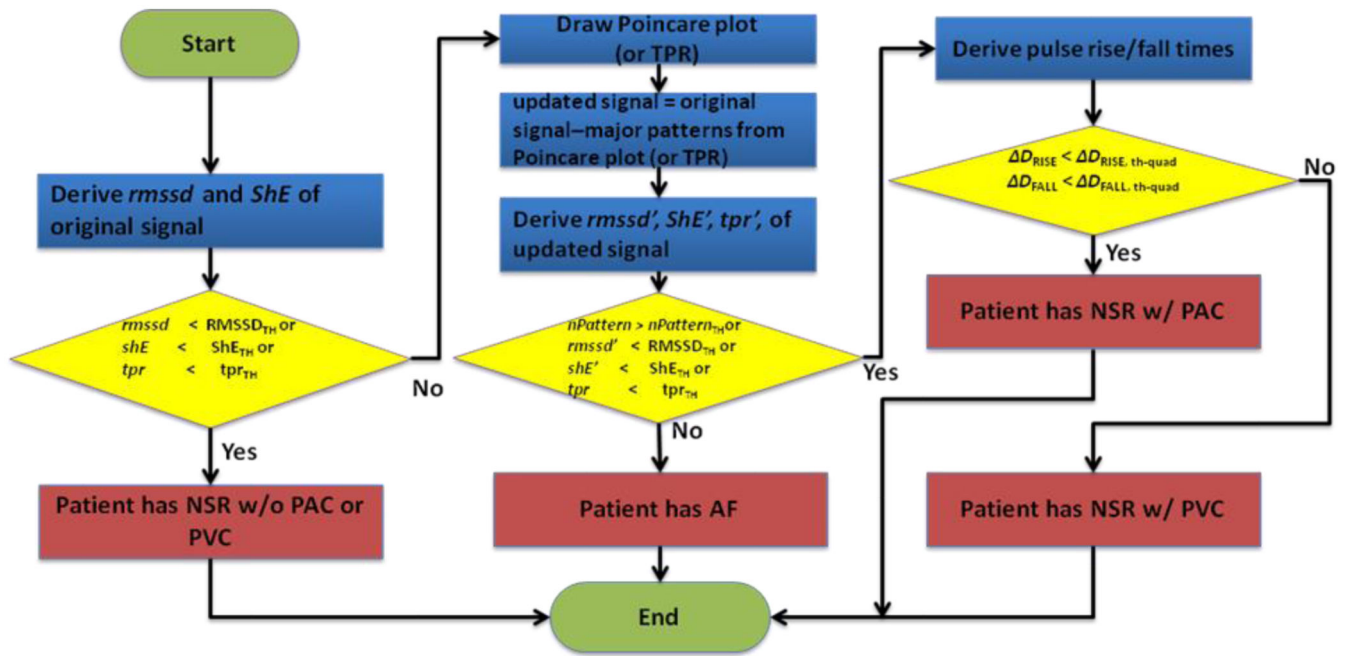 Start
Derive rmssd and ShE of
original signal
rmssd < RMSSD_TH or
shE < ShE_TH or
tpr < tpr_TH
No
Yes
Patient has NSR w/o PAC or
PVC
Draw Poincare plot
(or TPR)
updated signal = original
signal–major patterns from
Poincare plot (or TPR)
Derive rmssd’, ShE’, tpr’, of
updated signal
nPattern > nPattern_TH or
rmssd’ < RMSSD_TH or
shE’ < ShE_TH or
tpr < tpr_TH
Yes
No
Patient has AF
Derive pulse rise/fall times
ΔD_RISE < ΔD_RISE, th-quad
ΔD_FALL < ΔD_FALL, th-quad
No
Yes
Patient has NSR w/ PAC
Patient has NSR w/ PVC
End